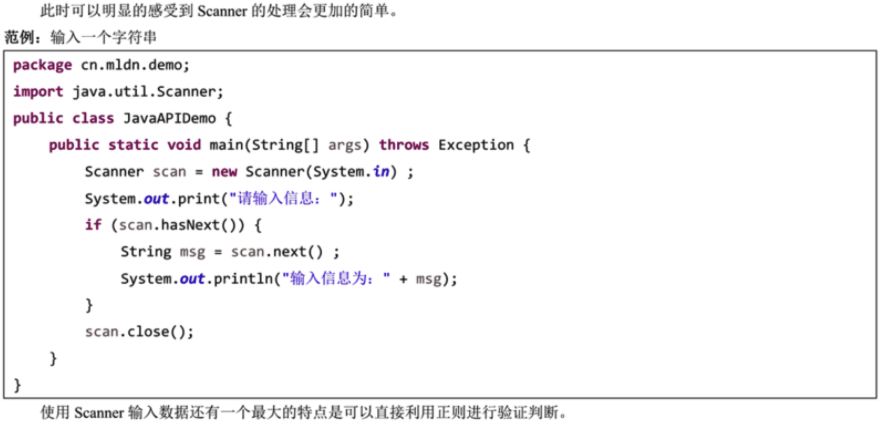 此时可以明显的感受到 Scanner 的处理会更加的简单。
范例：输入一个字符串
package cn.mldn.demo;
import java.util.Scanner;
public class JavaAPIDemo {
public static void main(String[] args) throws Exception {
Scanner scan = new Scanner(System.in) ;
System.out.print("请输入信息：");
if (scan.hasNext()) {
String msg = scan.next() ;
System.out.println("输入信息为：" + msg);
}
scan.close();
}
}
使用 Scanner 输入数据还有一个最大的特点是可以直接利用正则进行验证判断。